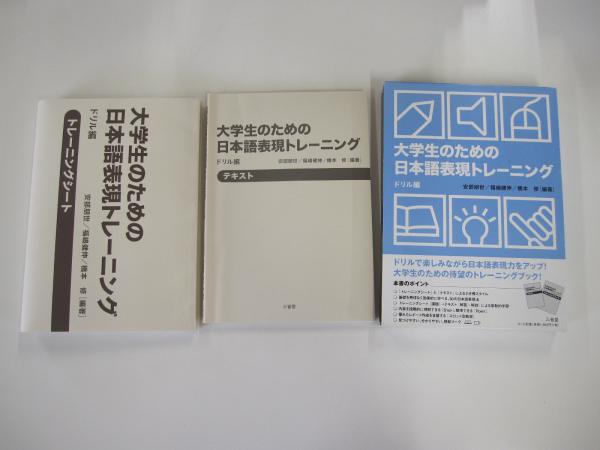 大学生のための
日本語表現トレーニング
ドリル編
トレーニングシート
安部朋世／福嶋健伸／橋本 修［編著］
大学生のための
日本語表現トレーニング
ドリル編
安部朋世／福嶋健伸／橋本 修［編著］
テキスト
三省堂
大学生のための
日本語表現トレーニング
ドリル編
安部朋世／福嶋健伸／橋本 修［編著］
ドリルで楽しみながら日本語表現力をアップ!
大学生のための待望のトレーニングブック!
本書のポイント
三省堂